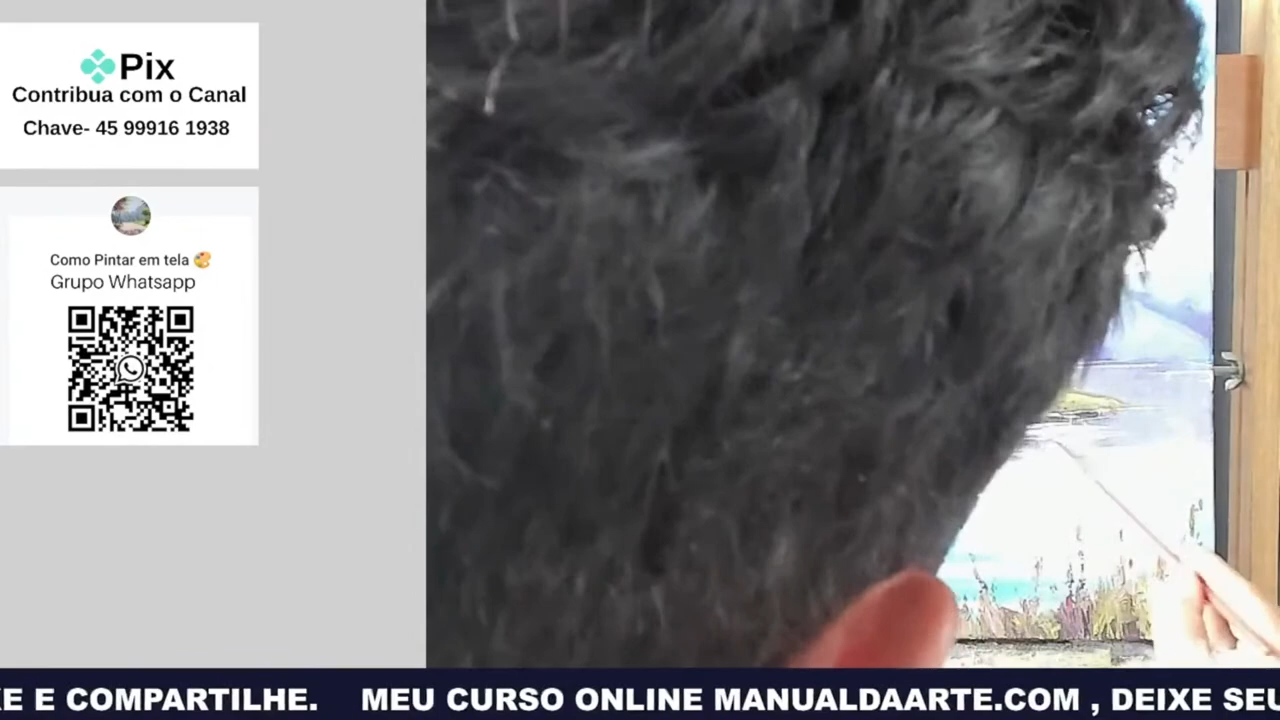 Pix
Contribua com o Canal
Chave- 45 99916 1938
Como Pintar em tela
Grupo Whatsapp
E COMPARTILHE. MEU CURSO ONLINE MANUALDAARTE.COM , DEIXE SEU